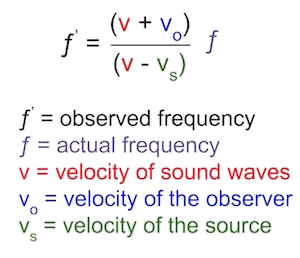 f' = (v + vo) / (v - vs) f
f' = observed frequency
f = actual frequency
v = velocity of sound waves
vo = velocity of the observer
vs = velocity of the source